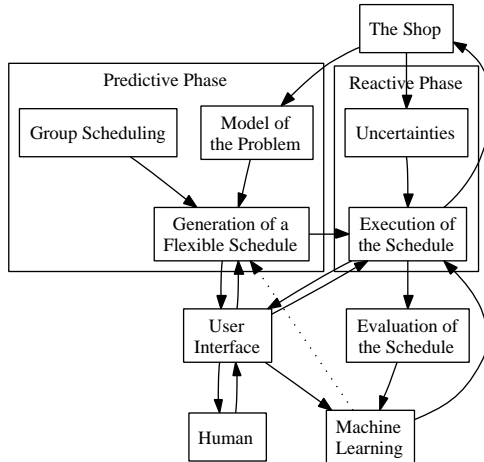 The Shop
Predictive Phase
Reactive Phase
Group Scheduling
Model of
the Problem
Uncertainties
Generation of a
Flexible Schedule
Execution of
the Schedule
User
Interface
Evaluation of
the Schedule
Human
Machine
Learning